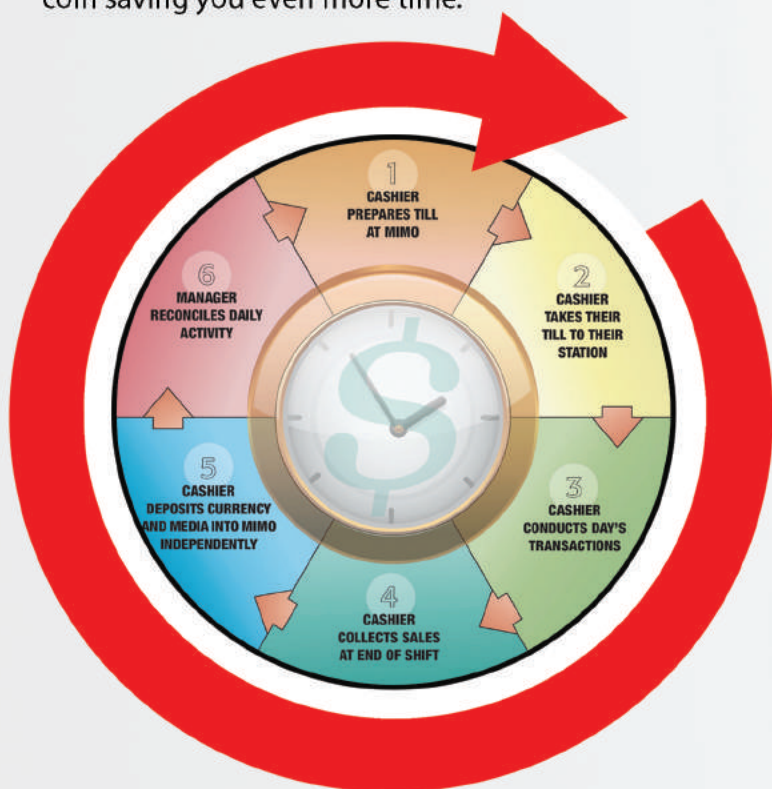 coin saving you even more time.
1
CASHIER
PREPARES TILL
AT MIMO
2
CASHIER
TAKES THEIR
TILL TO THEIR
STATION
3
CASHIER
CONDUCTS DAY'S
TRANSACTIONS
4
CASHIER
COLLECTS SALES
AT END OF SHIFT
5
CASHIER
DEPOSITS CURRENCY
AND MEDIA INTO MIMO
INDEPENDENTLY
6
MANAGER
RECONCILES DAILY
ACTIVITY
$